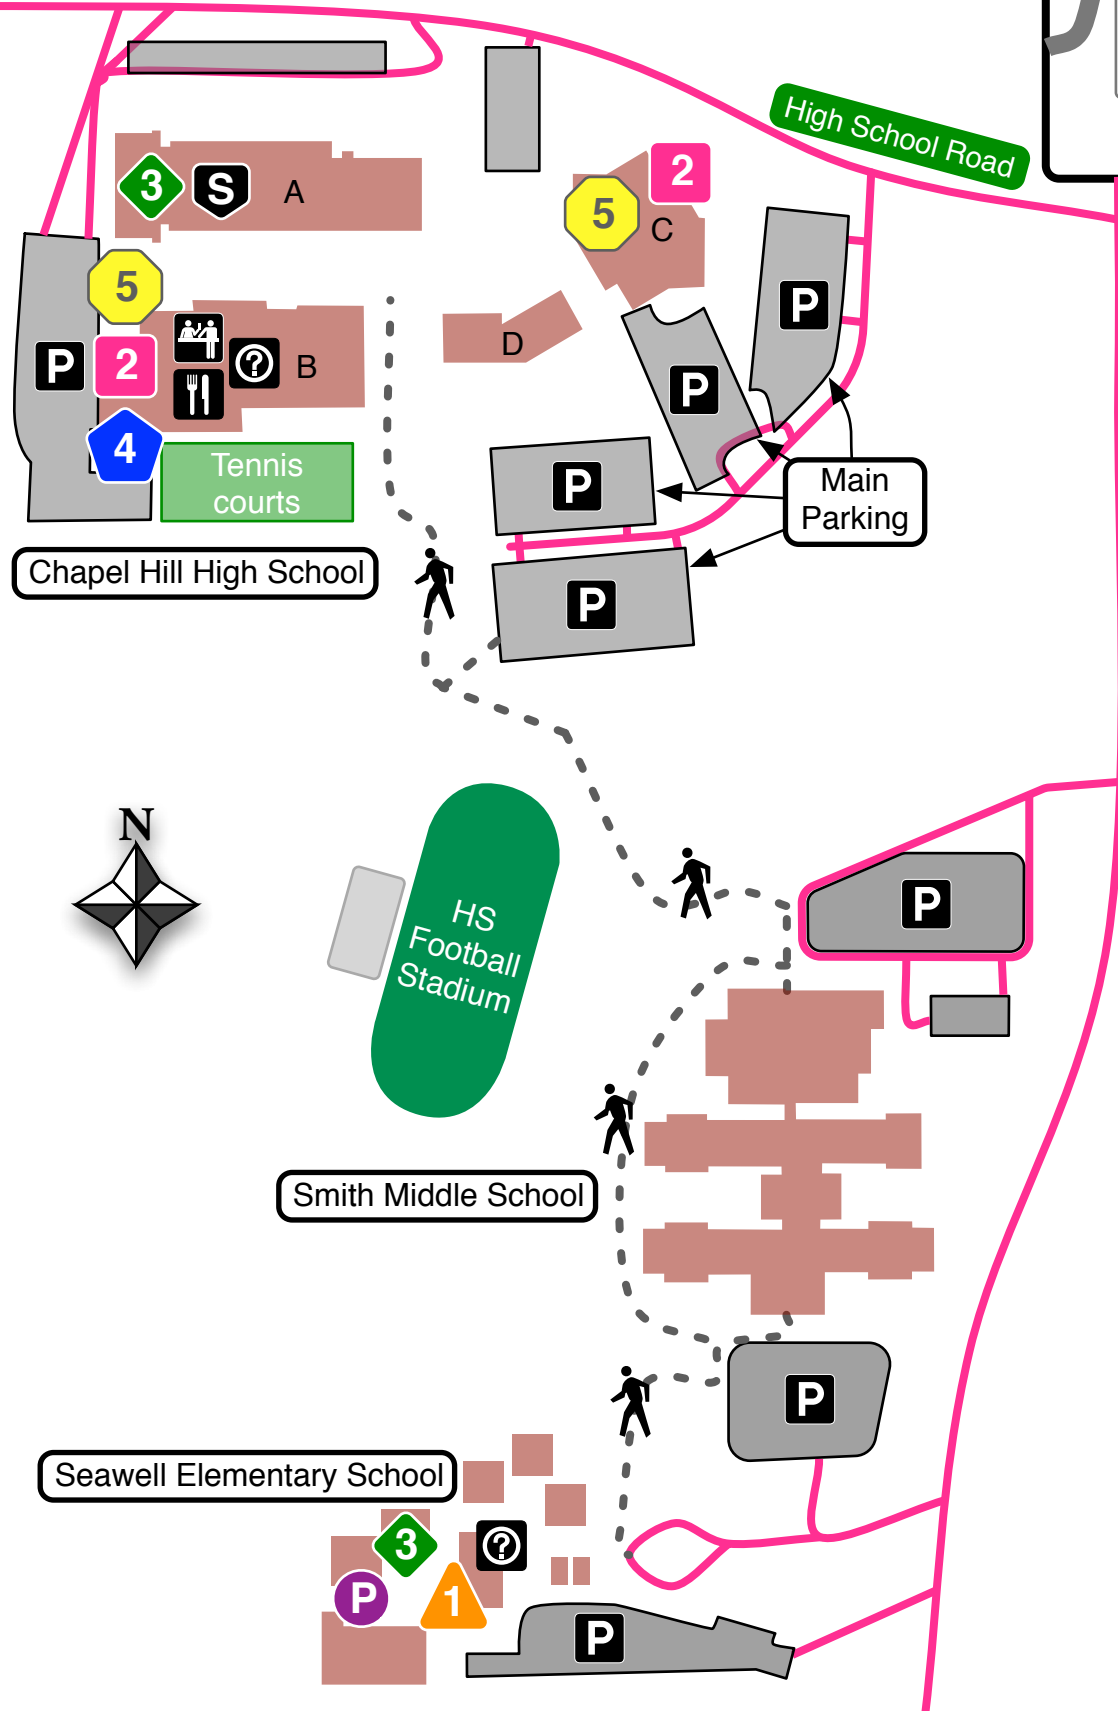 High School Road
3
S
A
2
5
C
5
P
D
P
2
B
P
P
4
Tennis
courts
P
Main
Parking
Chapel Hill High School
P
N
HS
Football
Stadium
P
Smith Middle School
P
Seawell Elementary School
3
?
P
1
P
?